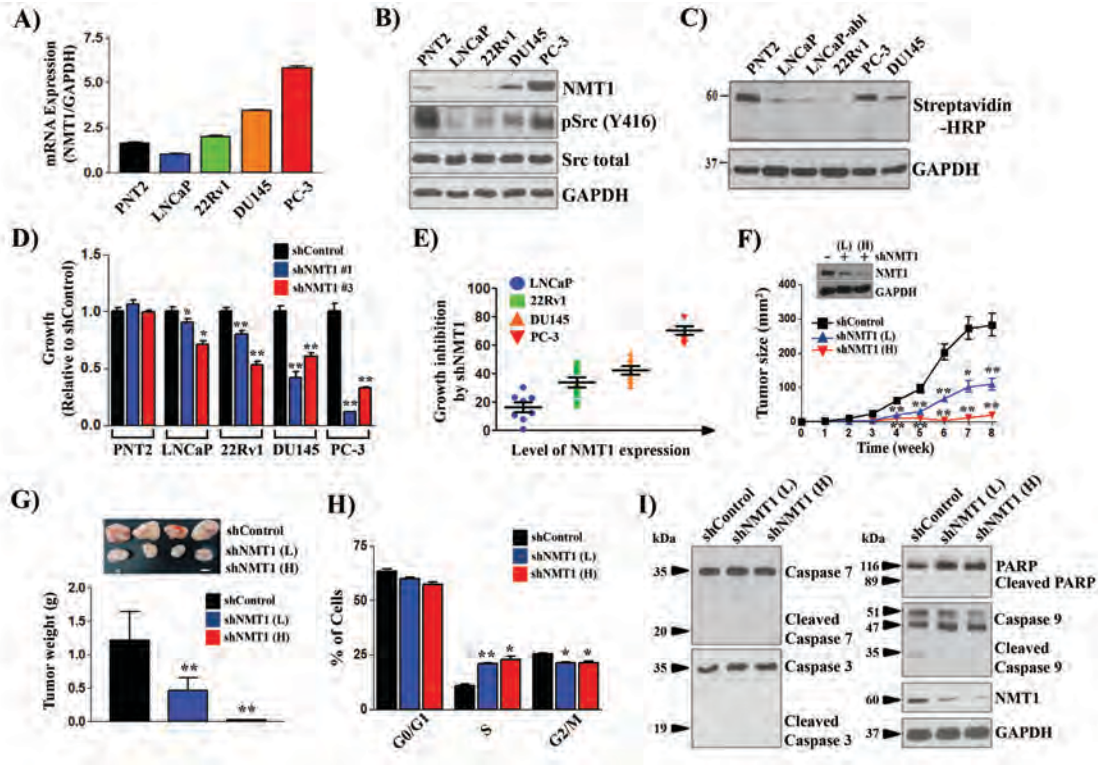 A)
mRNA Expression
(NMT1/GAPDH)
7.5
5.0
2.5
0.0
PNT2
LNCaP
22Rv1
DU145
PC-3
B)
PNT2
LNCaP
22Rv1
DU145
PC-3
NMT1
pSrc (Y416)
Src total
GAPDH
C)
PNT2
LNCaP
LNCaP-abl
22Rv1
PC-3
DU145
60
37
Streptavidin
-HRP
GAPDH
D)
Growth
(Relative to shControl)
1.5
1.0
0.5
0.0
shControl
shNMT1 #1
shNMT1 #3
* * ** ** ** ** ** **
PNT2 LNCaP 22Rv1 DU145 PC-3
E)
LNCaP
22Rv1
DU145
PC-3
Growth inhibition
by shNMT1
100
80
60
40
20
0
Level of NMT1 expression
F)
(L) (H)
- + + shNMT1
NMT1
GAPDH
shControl
shNMT1 (L)
shNMT1 (H)
Tumor size (mm²)
400
300
200
100
0
** ** ** * **
** ** ** ** **
0 1 2 3 4 5 6 7 8
Time (week)
G)
shControl
shNMT1 (L)
shNMT1 (H)
Tumor weight (g)
2.0
1.5
1.0
0.5
0.0
shControl
shNMT1 (L)
shNMT1 (H)
**
**
H)
% of Cells
75
50
25
0
shControl
shNMT1 (L)
shNMT1 (H)
** * * *
G0/G1
S
G2/M
I)
shControl
shNMT1 (L)
shNMT1 (H)
kDa
35
Caspase 7
20
Cleaved
Caspase 7
35
Caspase 3
19
Cleaved
Caspase 3
shControl
shNMT1 (L)
shNMT1 (H)
kDa
116
PARP
89
Cleaved PARP
51
47
Caspase 9
35
Cleaved
Caspase 9
60
NMT1
37
GAPDH